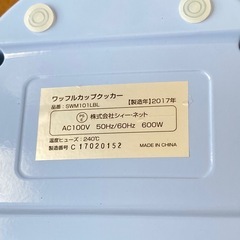 ワッフルカップクッカー
品番：SWM101LBL 【製造年】2017年
株式会社シィー・ネット
AC100V 50Hz/60Hz 600W
温度ヒューズ：240℃
製造番号 C17020152 MADE IN CHINA